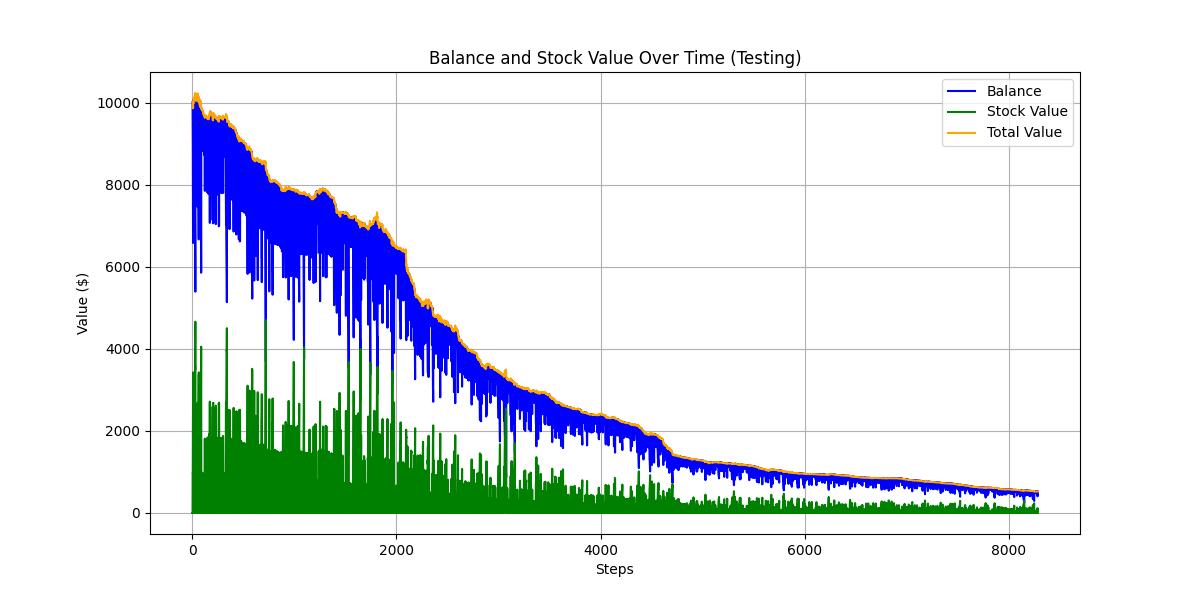 Balance and Stock Value Over Time (Testing)
Balance
Stock Value
Total Value
10000
8000
6000
4000
2000
0
Value ($)
0 2000 4000 6000 8000
Steps